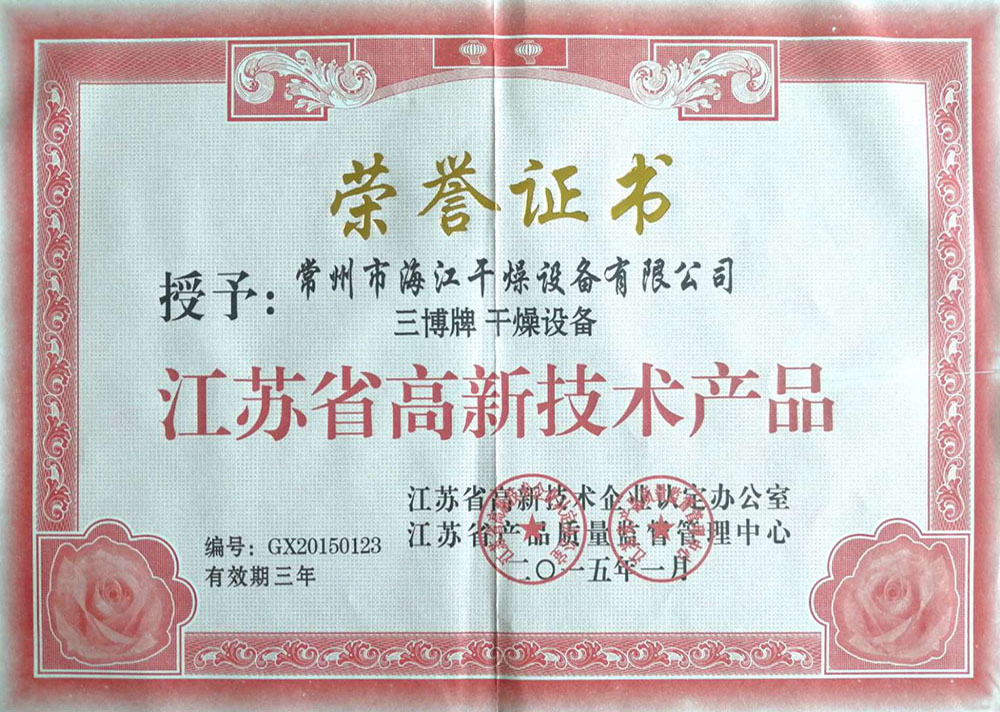 荣誉证书
授予：常州市海江干燥设备有限公司
三博牌 干燥设备
江苏省高新技术产品
江苏省高新技术企业认定办公室
江苏省产品质量监督管理中心
编号：GX20150123
二〇一五年一月
有效期三年